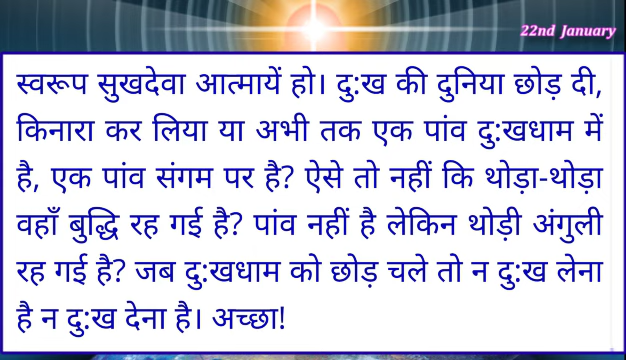 22nd January
स्वरूप सुखदेवा आत्मायें हो। दु:ख की दुनिया छोड़ दी,
किनारा कर लिया या अभी तक एक पांव दु:खधाम में
है, एक पांव संगम पर है? ऐसे तो नहीं कि थोड़ा-थोड़ा
वहाँ बुद्धि रह गई है? पांव नहीं है लेकिन थोड़ी अंगुली
रह गई है? जब दु:खधाम को छोड़ चले तो न दु:ख लेना
है न दु:ख देना है। अच्छा!